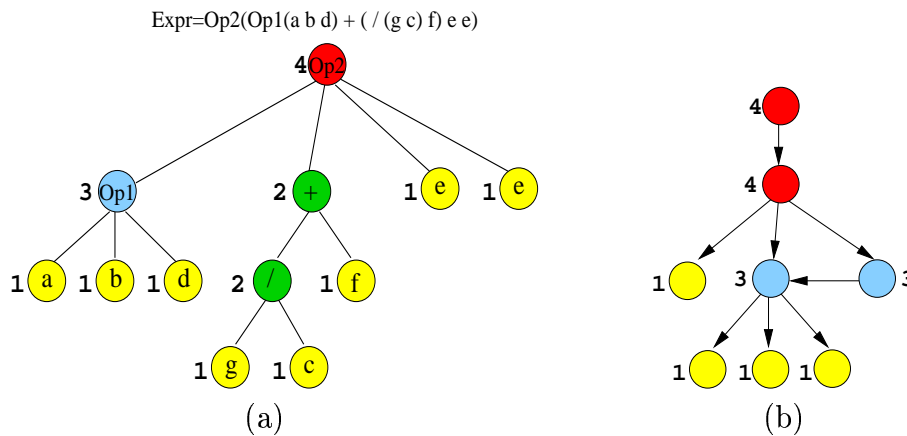 Expr=Op2(Op1(a b d) + ( / (g c) f) e e)
4 Op2
4
3 Op1 2 + 1 e 1 e
4
1 a 1 b 1 d 2 / 1 f
1 3 3
1 g 1 c
1 1 1
(a) (b)